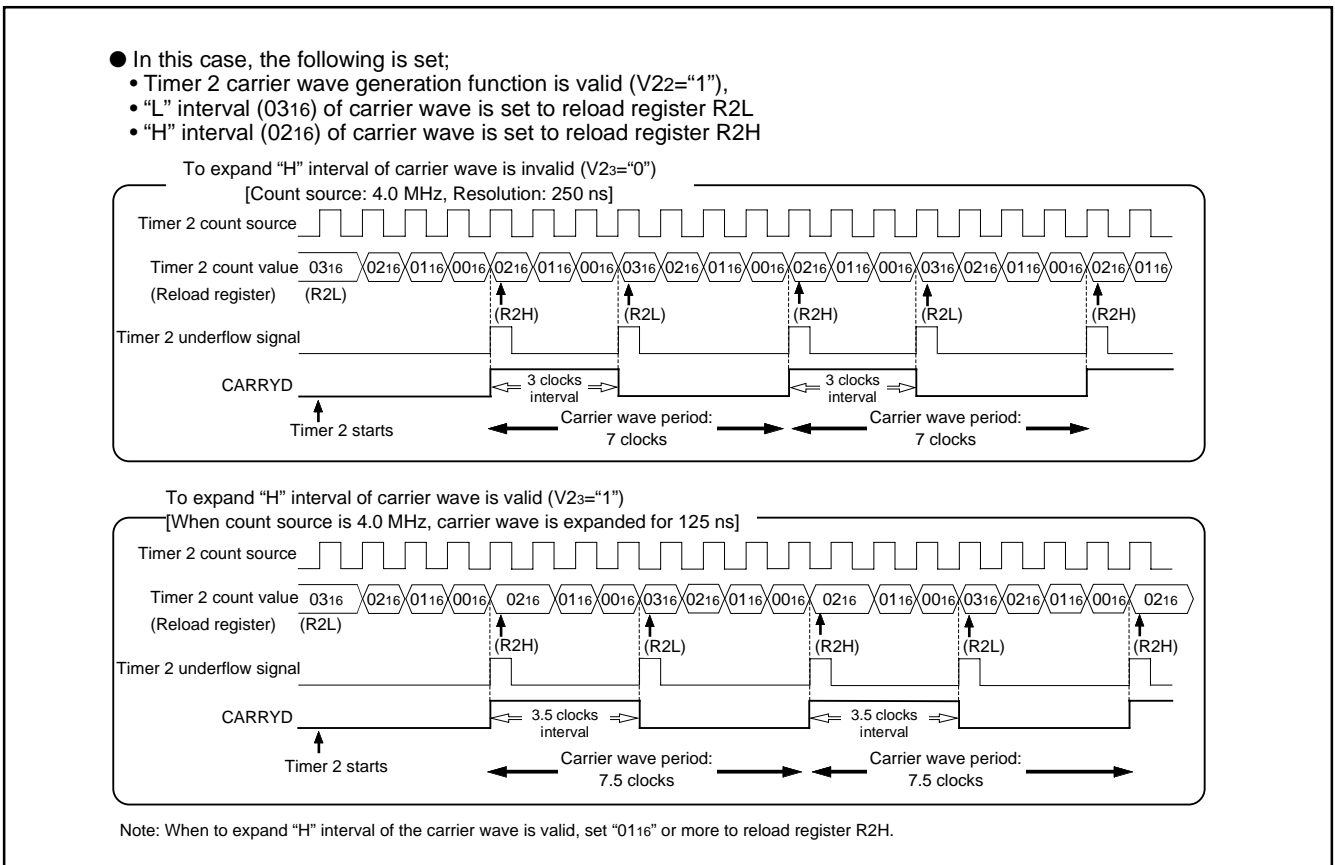 ● In this case, the following is set;
• Timer 2 carrier wave generation function is valid (V22=“1”),
• “L” interval (0316) of carrier wave is set to reload register R2L
• “H” interval (0216) of carrier wave is set to reload register R2H
To expand “H” interval of carrier wave is invalid (V23=“0”)
[Count source: 4.0 MHz, Resolution: 250 ns]
Timer 2 count source
Timer 2 count value 0316 0216 0116 0016 0216 0116 0016 0316 0216 0116 0016 0216 0116 0016 0316 0216 0116 0016 0216 0116
(Reload register) (R2L)
(R2H) (R2L) (R2H) (R2L) (R2H)
Timer 2 underflow signal
CARRYD
3 clocks interval
3 clocks interval
Timer 2 starts
Carrier wave period:
7 clocks
Carrier wave period:
7 clocks
To expand “H” interval of carrier wave is valid (V23=“1”)
[When count source is 4.0 MHz, carrier wave is expanded for 125 ns]
Timer 2 count source
Timer 2 count value 0316 0216 0116 0016 0216 0116 0016 0316 0216 0116 0016 0216 0116 0016 0316 0216 0116 0016 0216
(Reload register) (R2L)
(R2H) (R2L) (R2H) (R2L) (R2H)
Timer 2 underflow signal
CARRYD
3.5 clocks interval
3.5 clocks interval
Timer 2 starts
Carrier wave period:
7.5 clocks
Carrier wave period:
7.5 clocks
Note: When to expand “H” interval of the carrier wave is valid, set “0116” or more to reload register R2H.